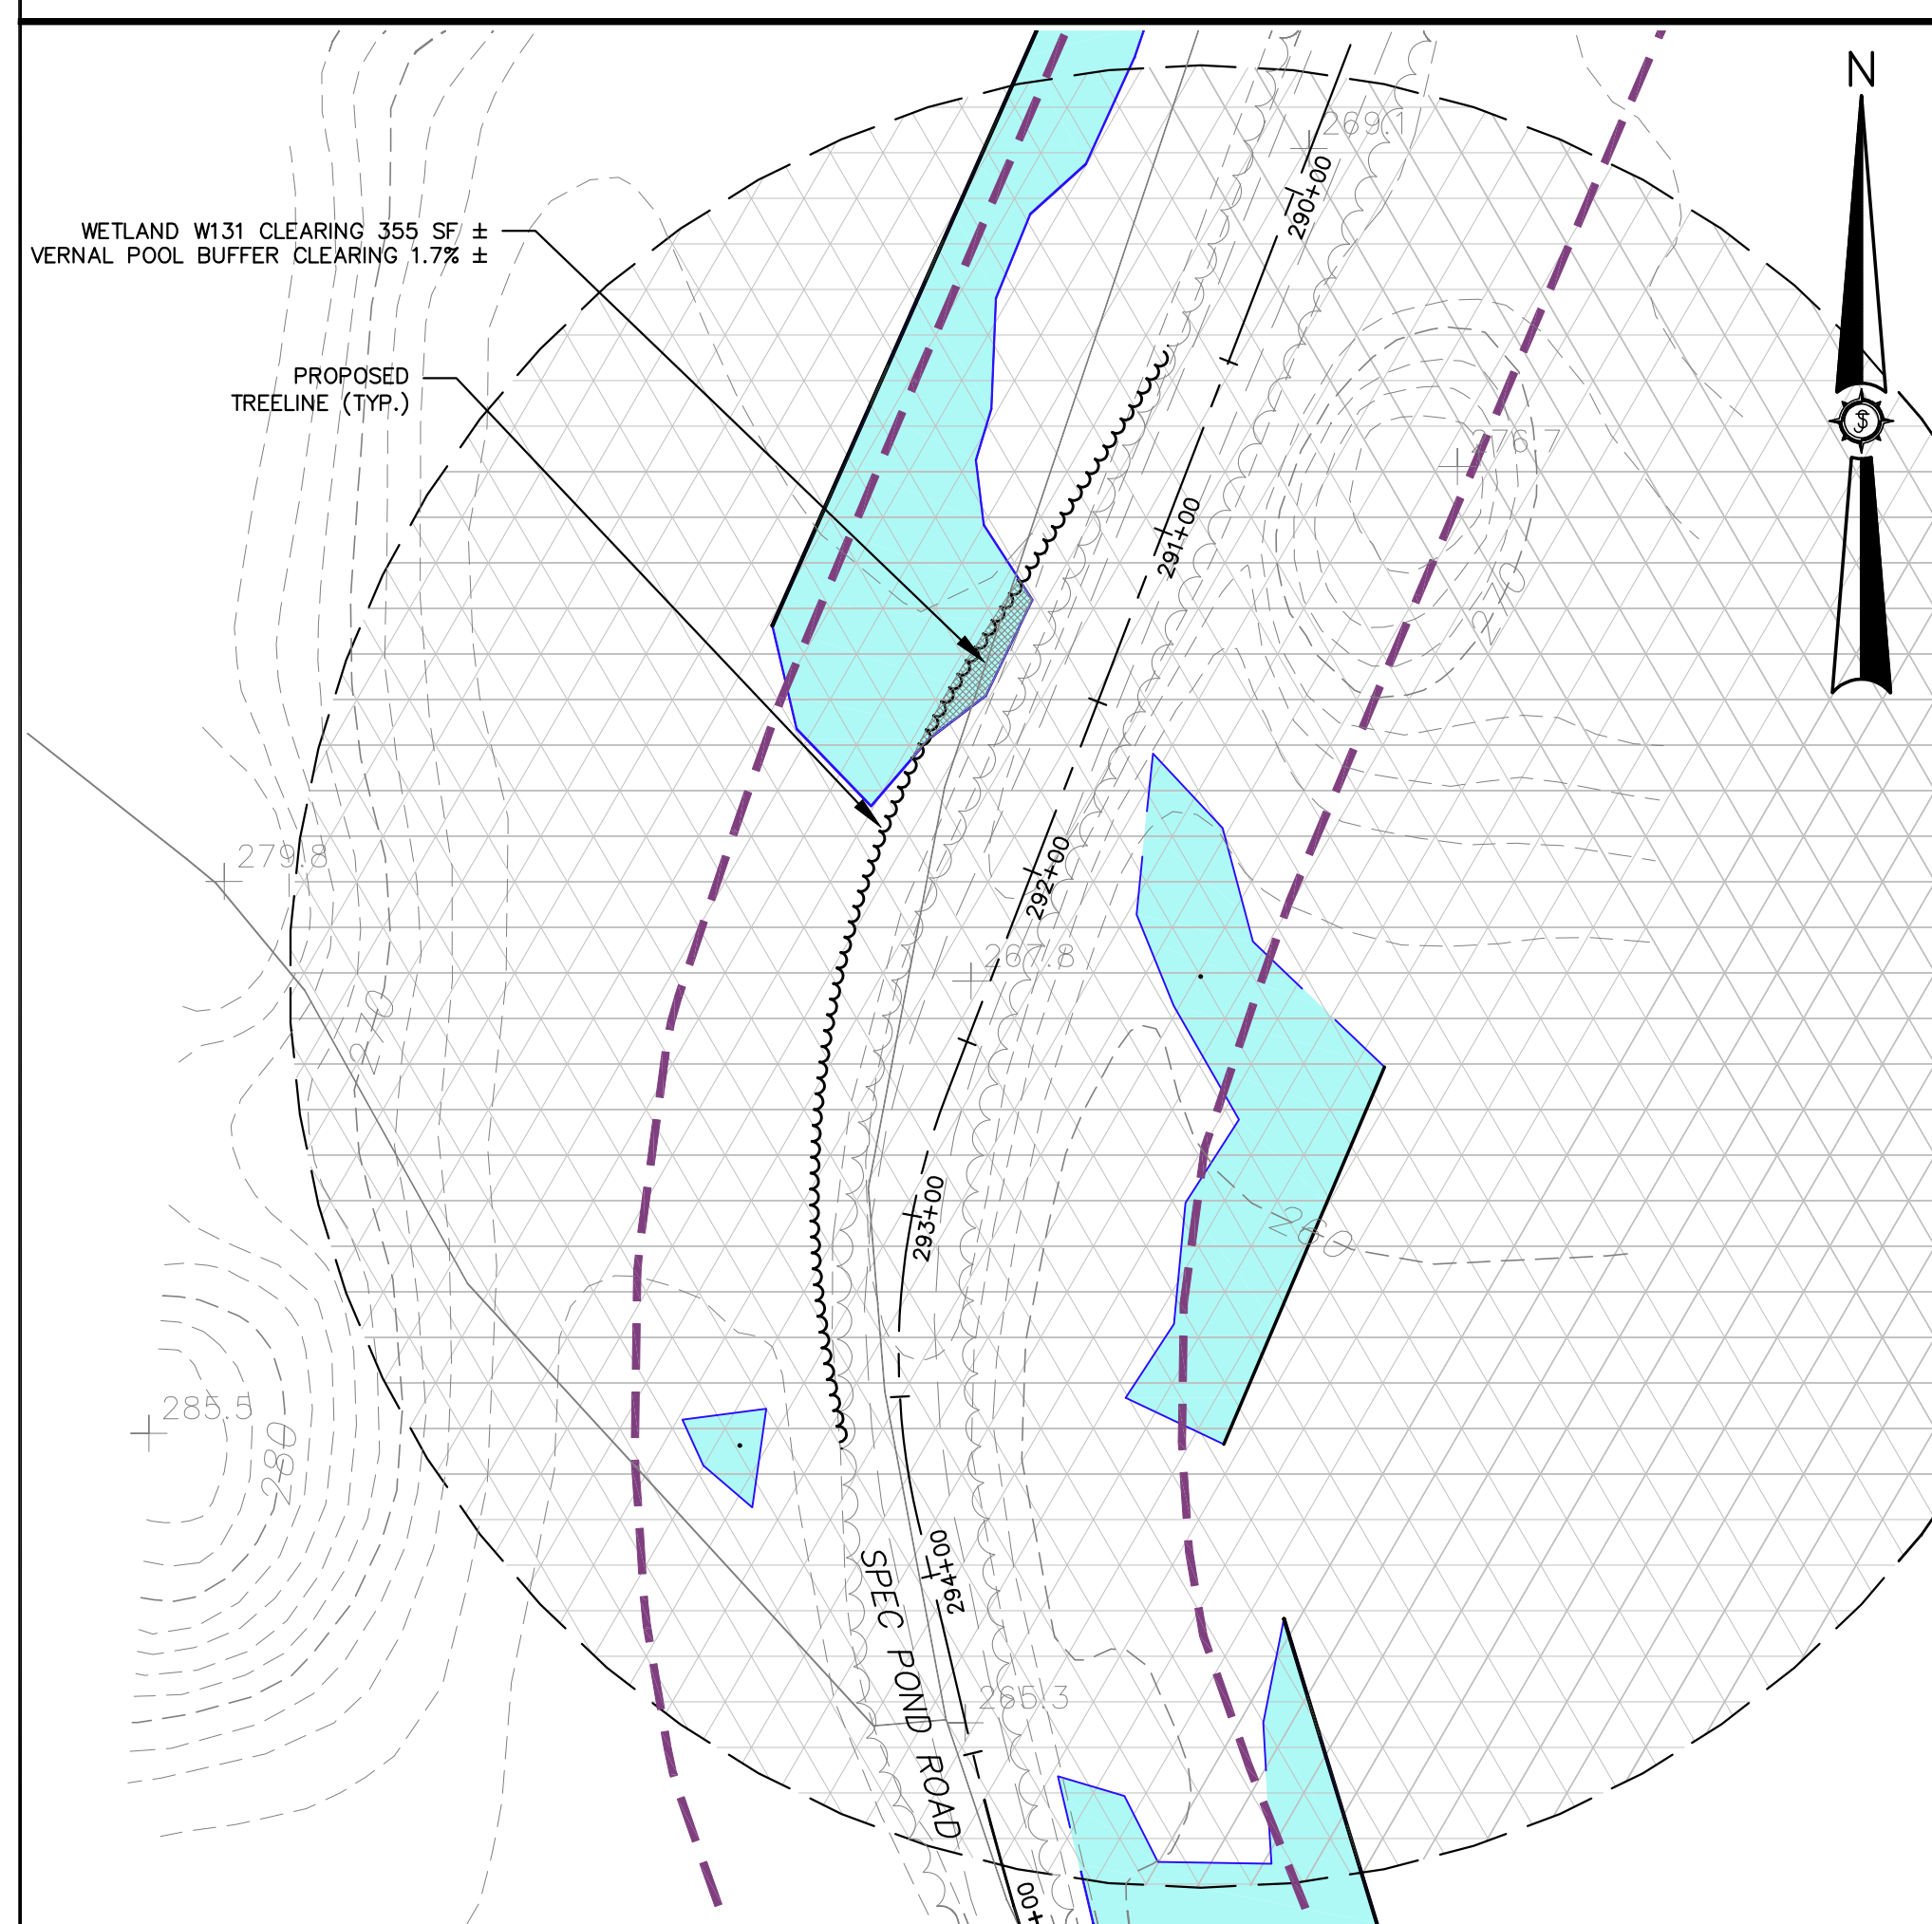 N
269.1
290+00
WETLAND W131 CLEARING 355 SF ±
VERNAL POOL BUFFER CLEARING 1.7% ±
PROPOSED
TREELINE (TYP.)
276.7
291+00
270
279.8
292+00
267.8
270
293+00
260
285.5
280
294+00
SPEC POND ROAD
265.3
+00